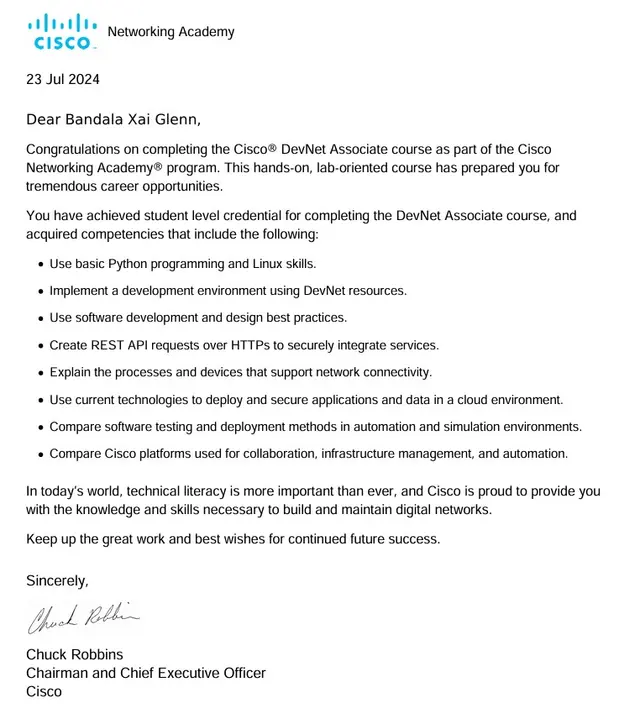 CISCO Networking Academy
23 Jul 2024
Dear Bandala Xai Glenn,
Congratulations on completing the Cisco® DevNet Associate course as part of the Cisco
Networking Academy® program. This hands-on, lab-oriented course has prepared you for
tremendous career opportunities.
You have achieved student level credential for completing the DevNet Associate course, and
acquired competencies that include the following:
• Use basic Python programming and Linux skills.
• Implement a development environment using DevNet resources.
• Use software development and design best practices.
• Create REST API requests over HTTPs to securely integrate services.
• Explain the processes and devices that support network connectivity.
• Use current technologies to deploy and secure applications and data in a cloud environment.
• Compare software testing and deployment methods in automation and simulation environments.
• Compare Cisco platforms used for collaboration, infrastructure management, and automation.
In today's world, technical literacy is more important than ever, and Cisco is proud to provide you
with the knowledge and skills necessary to build and maintain digital networks.
Keep up the great work and best wishes for continued future success.
Sincerely,
Chuck Robbins
Chuck Robbins
Chairman and Chief Executive Officer
Cisco